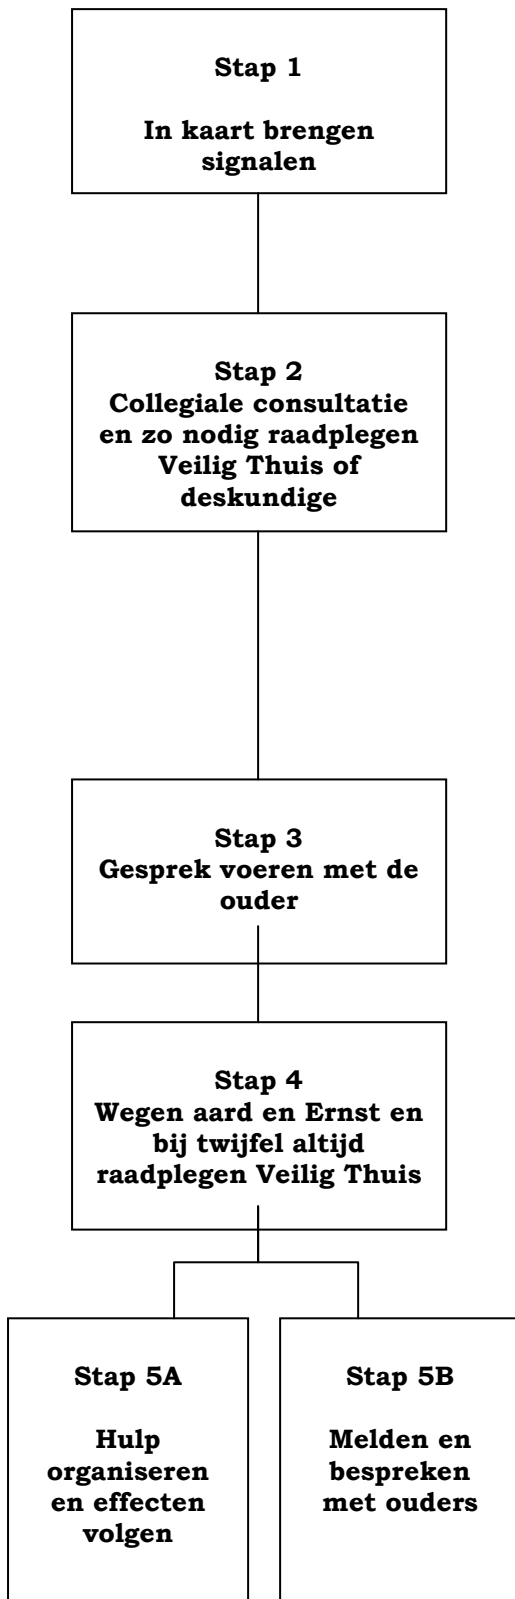 Stap 1
In kaart brengen
signalen
Stap 2
Collegiale consultatie
en zo nodig raadplegen
Veilig Thuis of
deskundige
Stap 3
Gesprek voeren met de
ouder
Stap 4
Wegen aard en Ernst en
bij twijfel altijd
raadplegen Veilig Thuis
Stap 5A
Hulp
organiseren
en effecten
volgen
Stap 5B
Melden en
bespreken
met ouders